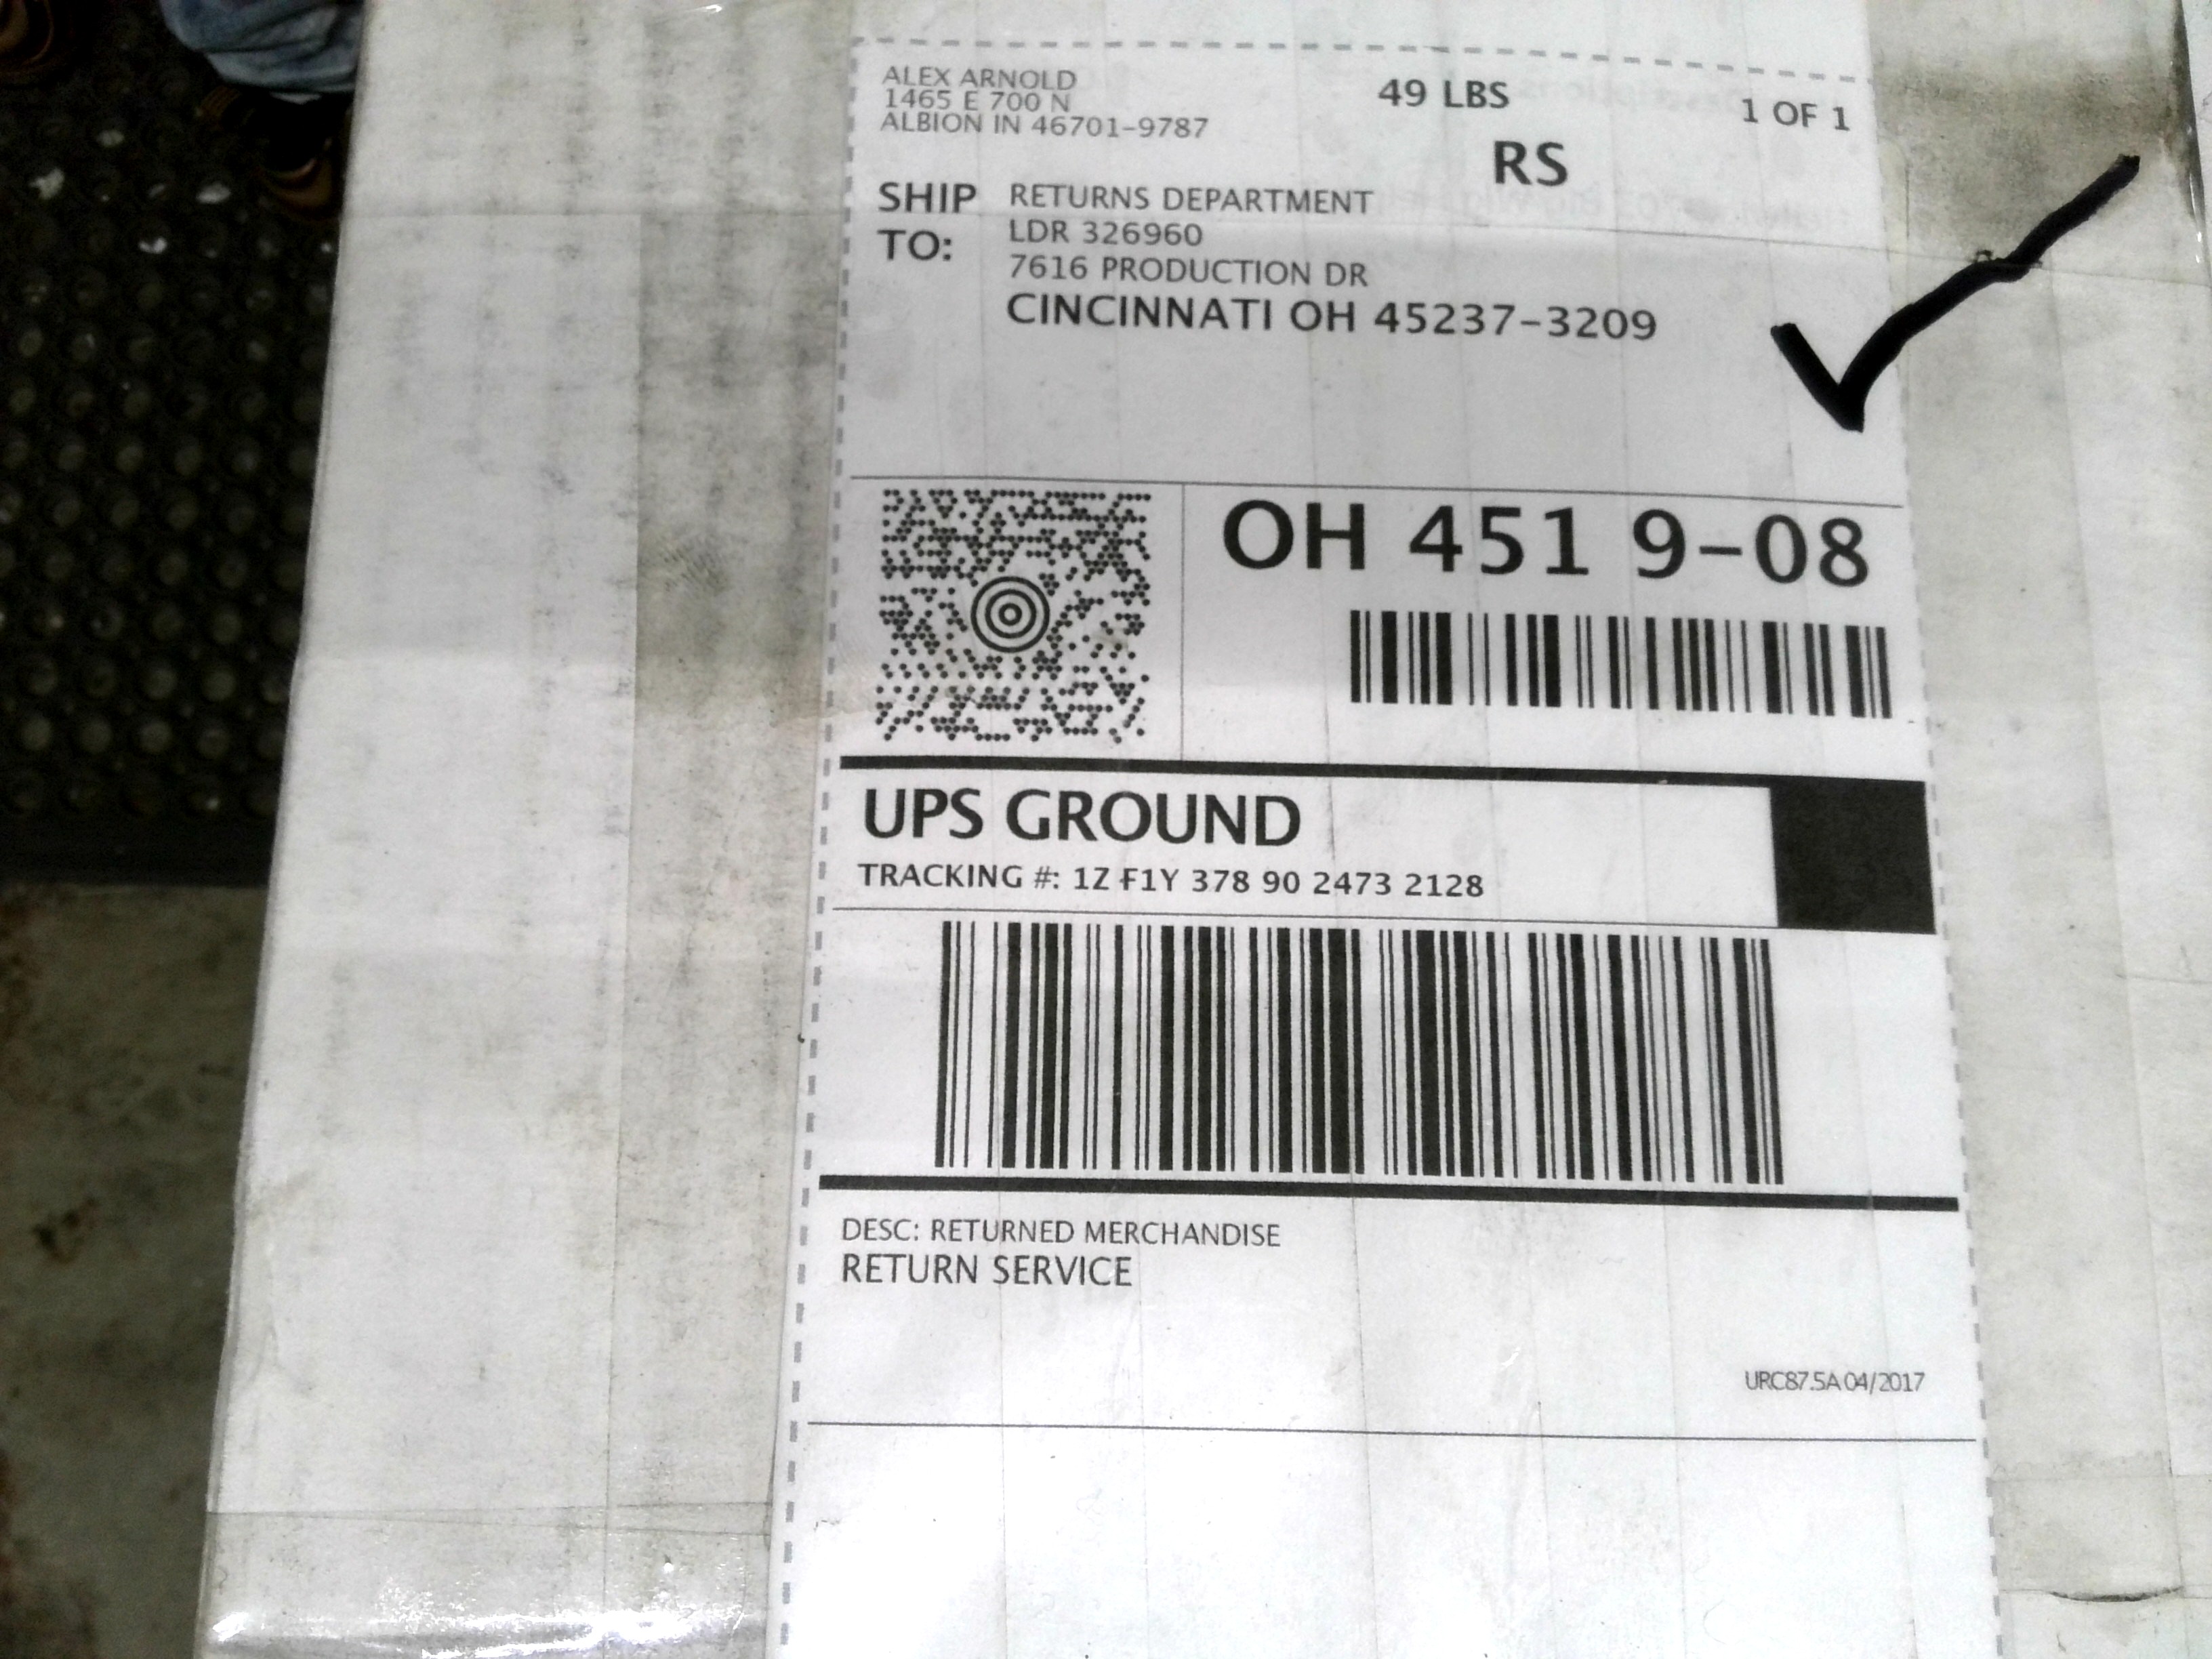 ALEX ARNOLD
1465 E 700 N
ALBION IN 46701-9787
49 LBS
1 OF 1
RS
SHIP TO:
RETURNS DEPARTMENT
LDR 326960
7616 PRODUCTION DR
CINCINNATI OH 45237-3209
OH 451 9-08
UPS GROUND
TRACKING #: 1Z F1Y 378 90 2473 2128
DESC: RETURNED MERCHANDISE
RETURN SERVICE
URC87.5A 04/2017